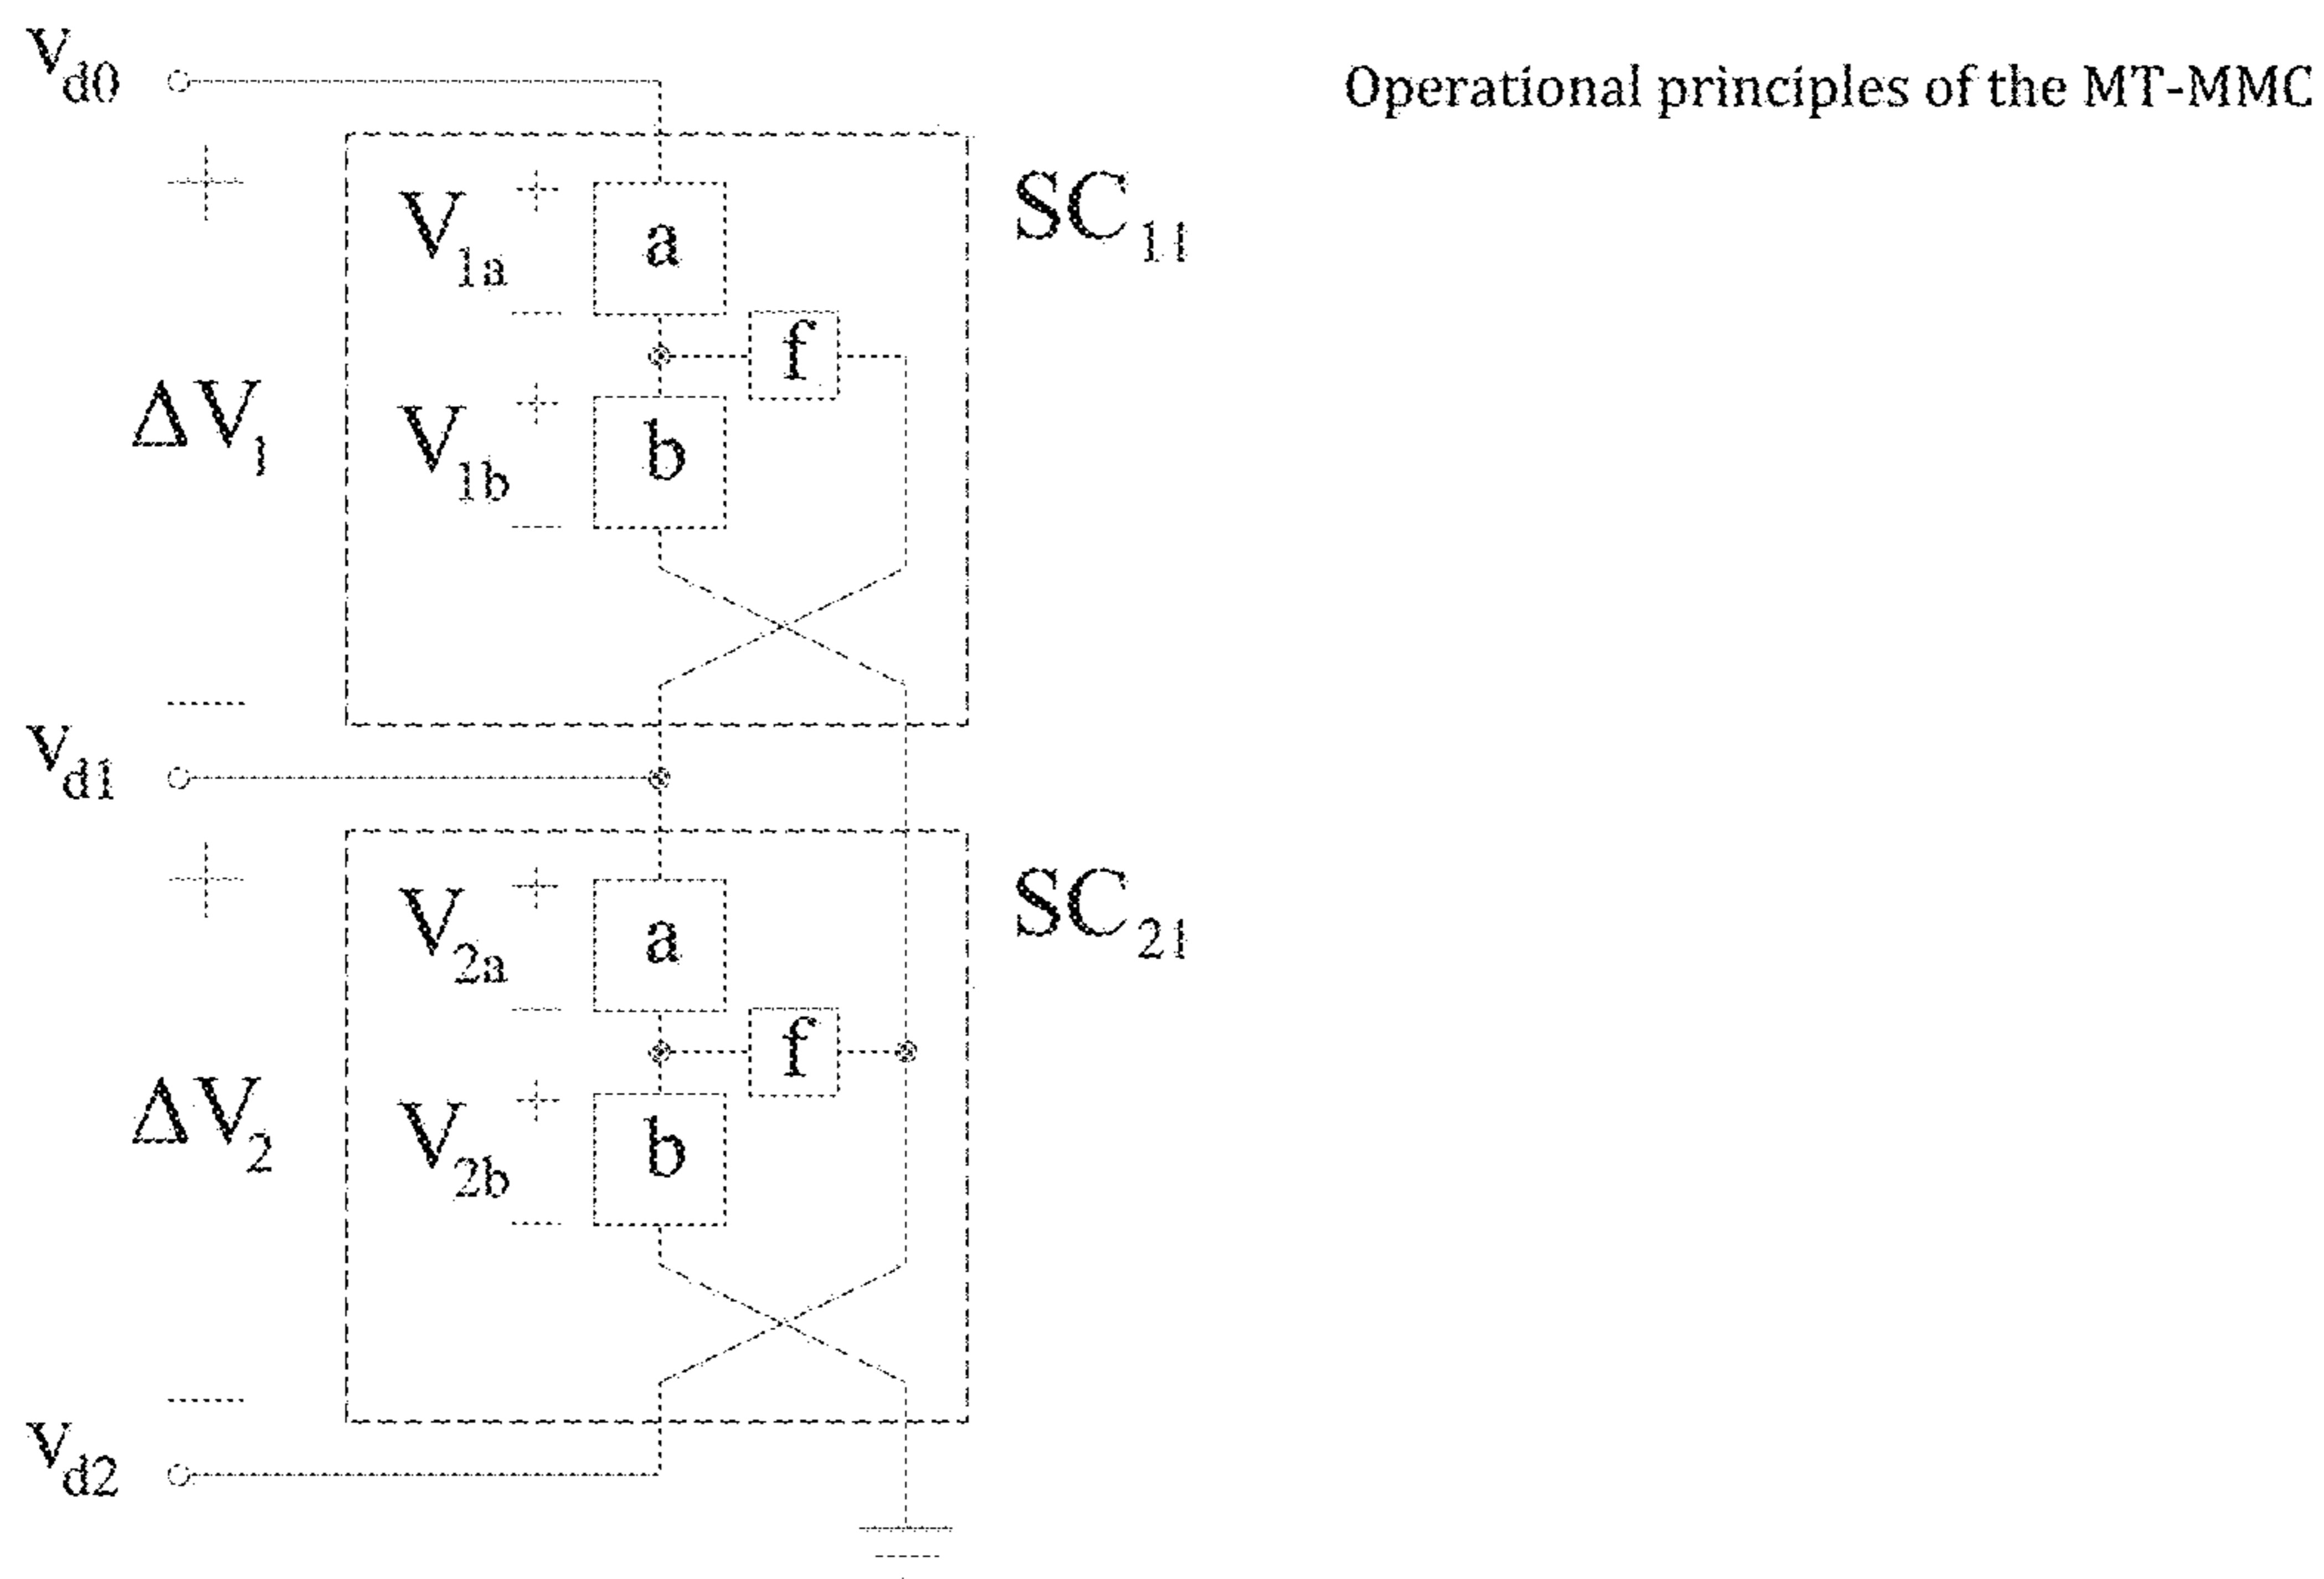 Vd0
Operational principles of the MT-MMC
V1a
+
a
SC11
f
ΔV1
V1b
+
b
Vd1
V2a
+
a
SC21
f
ΔV2
V2b
+
b
Vd2